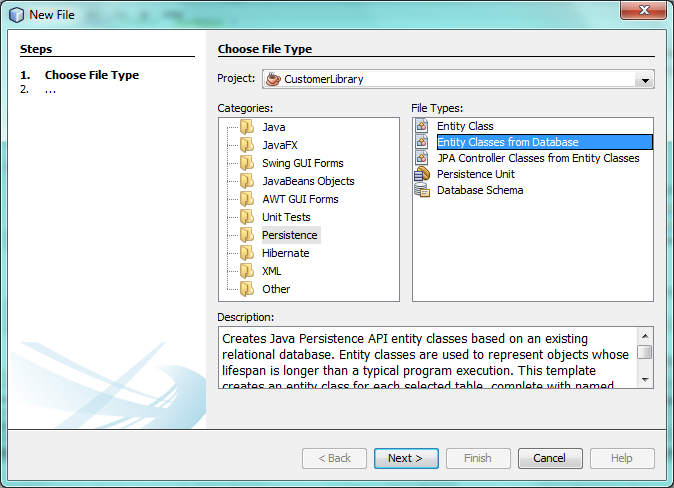 New File
Steps
1. Choose File Type
2. ...
Choose File Type
Project: CustomerLibrary
Categories:
Java
JavaFX
Swing GUI Forms
JavaBeans Objects
AWT GUI Forms
Unit Tests
Persistence
Hibernate
XML
Other
File Types:
Entity Class
Entity Classes from Database
JPA Controller Classes from Entity Classes
Persistence Unit
Database Schema
Description:
Creates Java Persistence API entity classes based on an existing
relational database. Entity classes are used to represent objects whose
lifespan is longer than a typical program execution. This template
creates an entity class for each selected table, complete with named
< Back Next > Finish Cancel Help